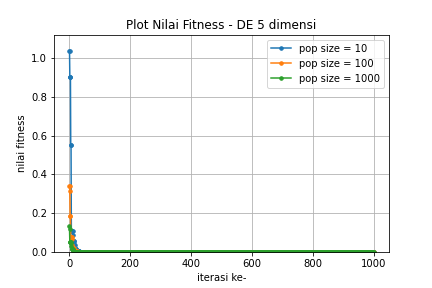 Plot Nilai Fitness - DE 5 dimensi
pop size = 10
pop size = 100
pop size = 1000
nilai fitness
1.0
0.8
0.6
0.4
0.2
0.0
0 200 400 600 800 1000
iterasi ke-